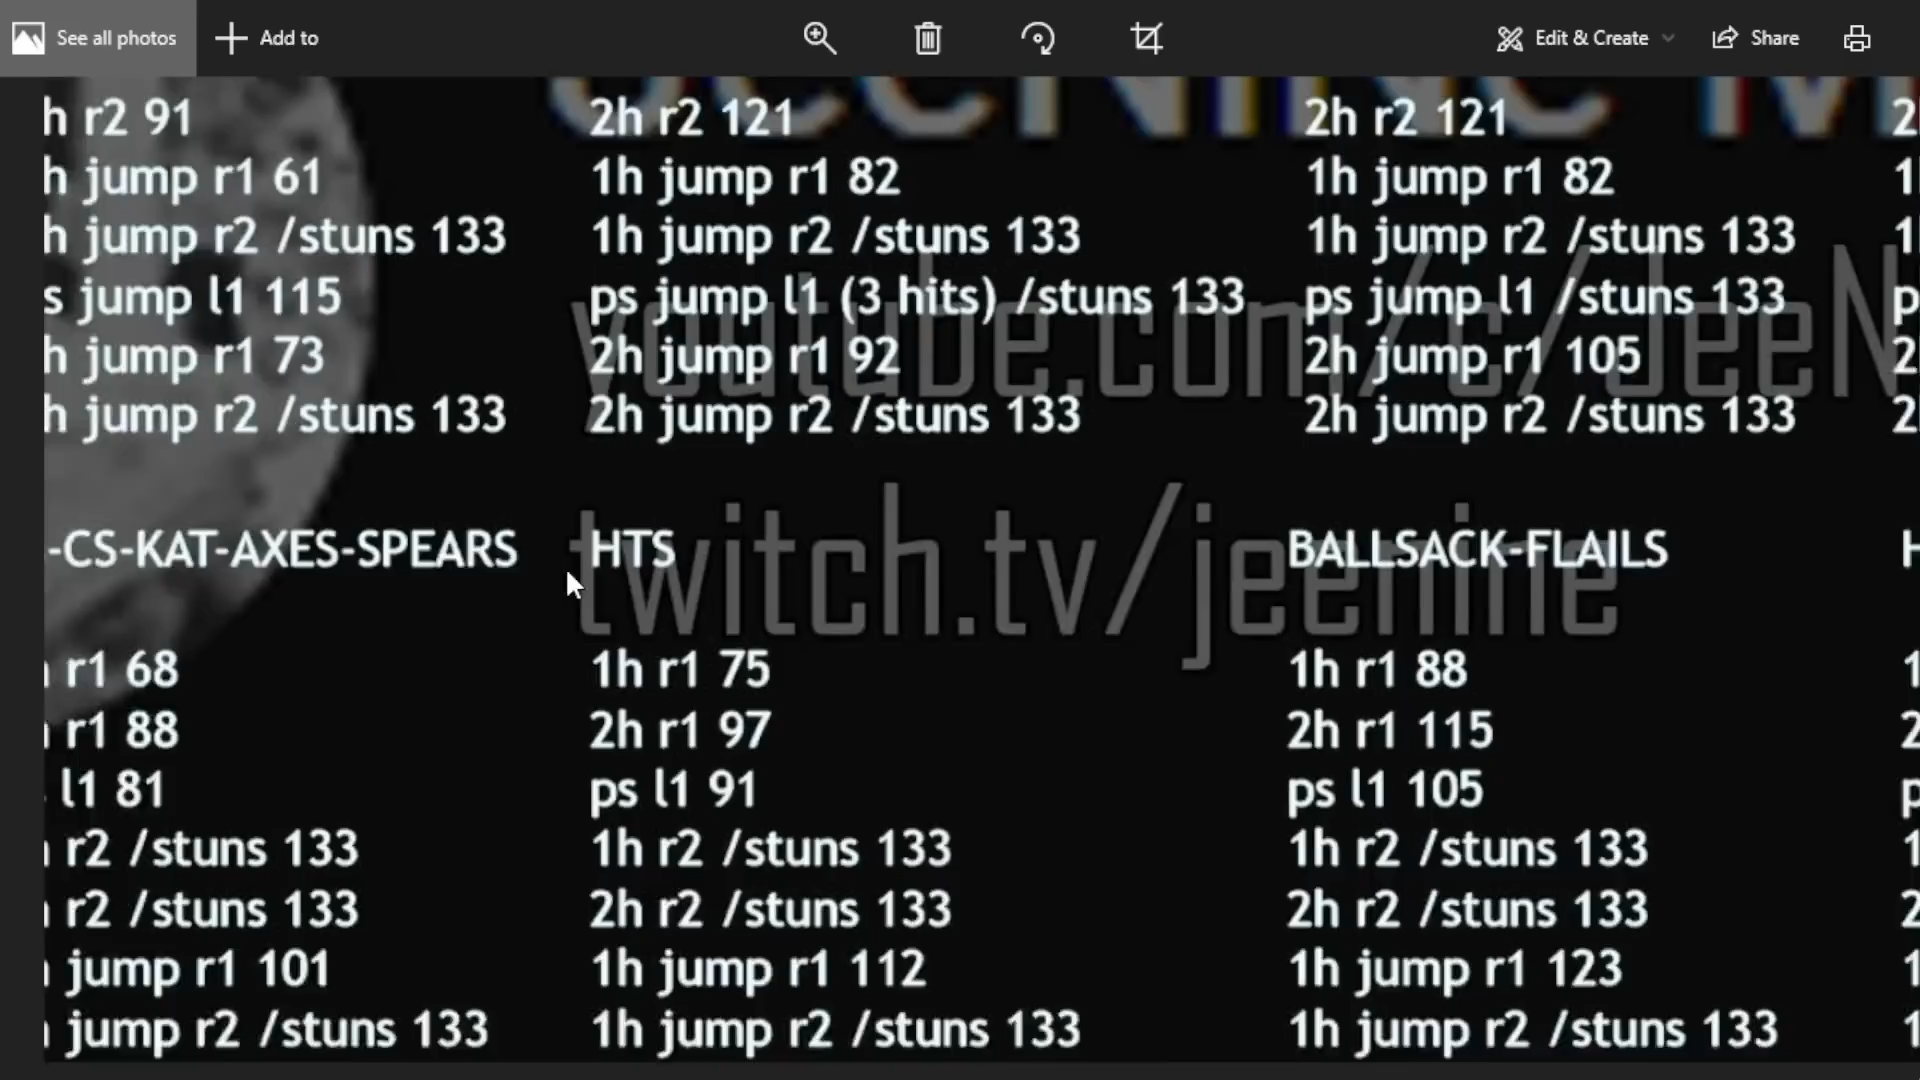 See all photos
Add to
Edit & Create
Share
h r2 91
h jump r1 61
h jump r2 /stuns 133
s jump l1 115
h jump r1 73
h jump r2 /stuns 133
2h r2 121
1h jump r1 82
1h jump r2 /stuns 133
ps jump l1 (3 hits) /stuns 133
2h jump r1 92
2h jump r2 /stuns 133
2h r2 121
1h jump r1 82
1h jump r2 /stuns 133
ps jump l1 /stuns 133
2h jump r1 105
2h jump r2 /stuns 133
youtube.com/c/JeeN
twitch.tv/jeenine
-CS-KAT-AXES-SPEARS
r1 68
r1 88
l1 81
r2 /stuns 133
r2 /stuns 133
jump r1 101
jump r2 /stuns 133
HTS
1h r1 75
2h r1 97
ps l1 91
1h r2 /stuns 133
2h r2 /stuns 133
1h jump r1 112
1h jump r2 /stuns 133
BALLSACK-FLAILS
1h r1 88
2h r1 115
ps l1 105
1h r2 /stuns 133
2h r2 /stuns 133
1h jump r1 123
1h jump r2 /stuns 133